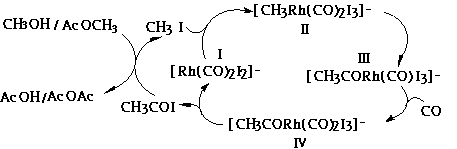 CH3OH/AcOCH3
CH3 I
[CH3Rh(CO)2I3]-
II
I
[Rh(CO)2I2]-
III
[CH3CORh(CO)I3]-
AcOH/AcOAc
CH3COI
CO
[CH3CORh(CO)2I3]-
IV